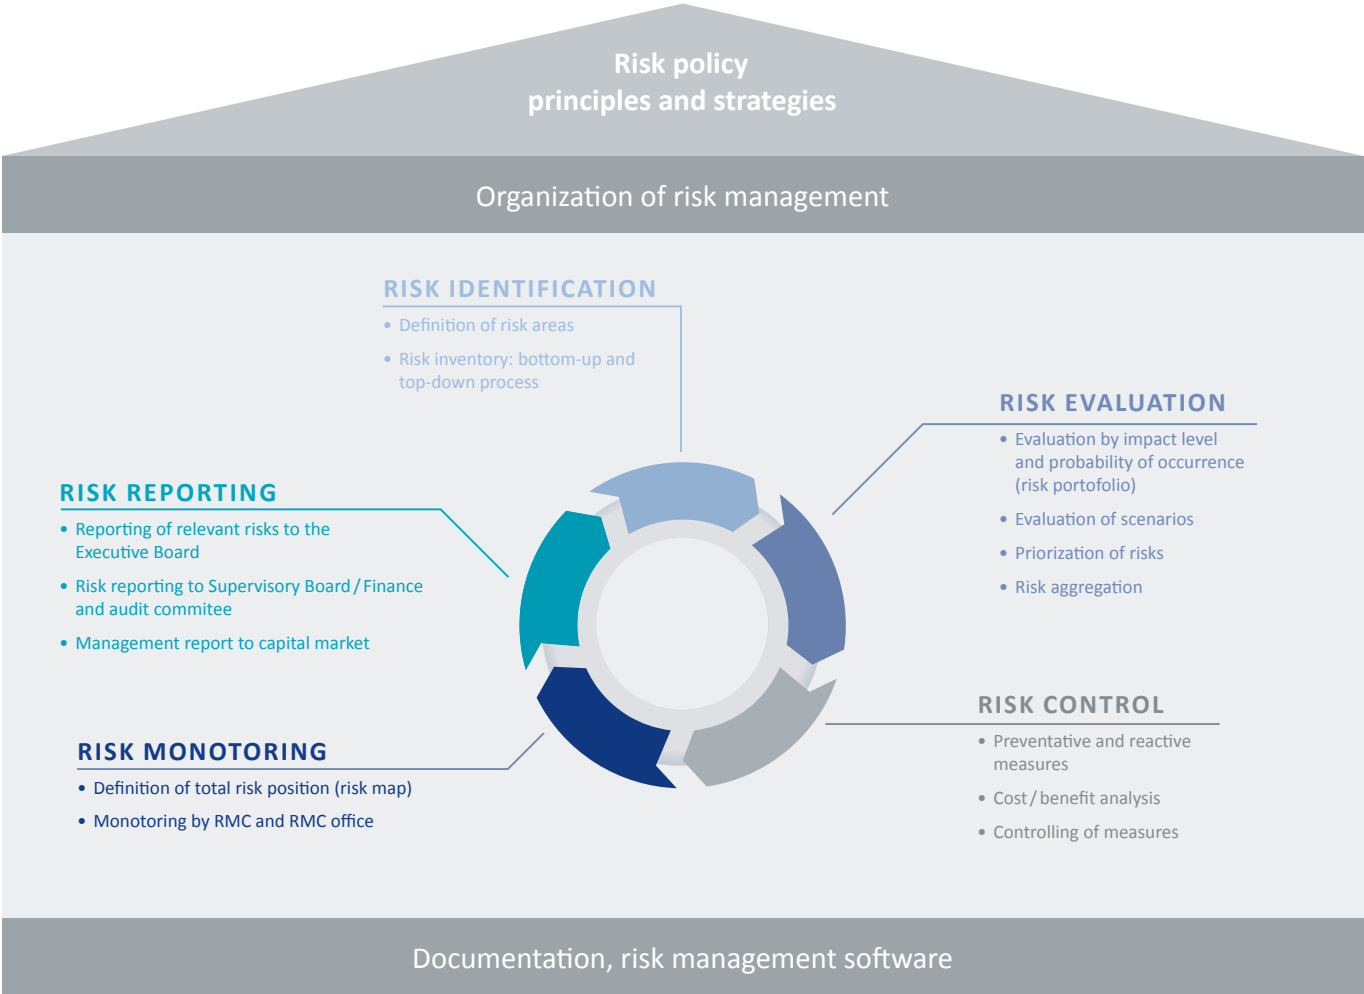 Risk policy
principles and strategies
Organization of risk management
RISK IDENTIFICATION
• Definition of risk areas
• Risk inventory: bottom-up and
top-down process
RISK EVALUATION
• Evaluation by impact level
and probability of occurrence
(risk portofolio)
• Evaluation of scenarios
• Priorization of risks
• Risk aggregation
RISK REPORTING
• Reporting of relevant risks to the
Executive Board
• Risk reporting to Supervisory Board / Finance
and audit commitee
• Management report to capital market
RISK CONTROL
• Preventative and reactive
measures
• Cost / benefit analysis
• Controlling of measures
RISK MONOTORING
• Definition of total risk position (risk map)
• Monotoring by RMC and RMC office
Documentation, risk management software